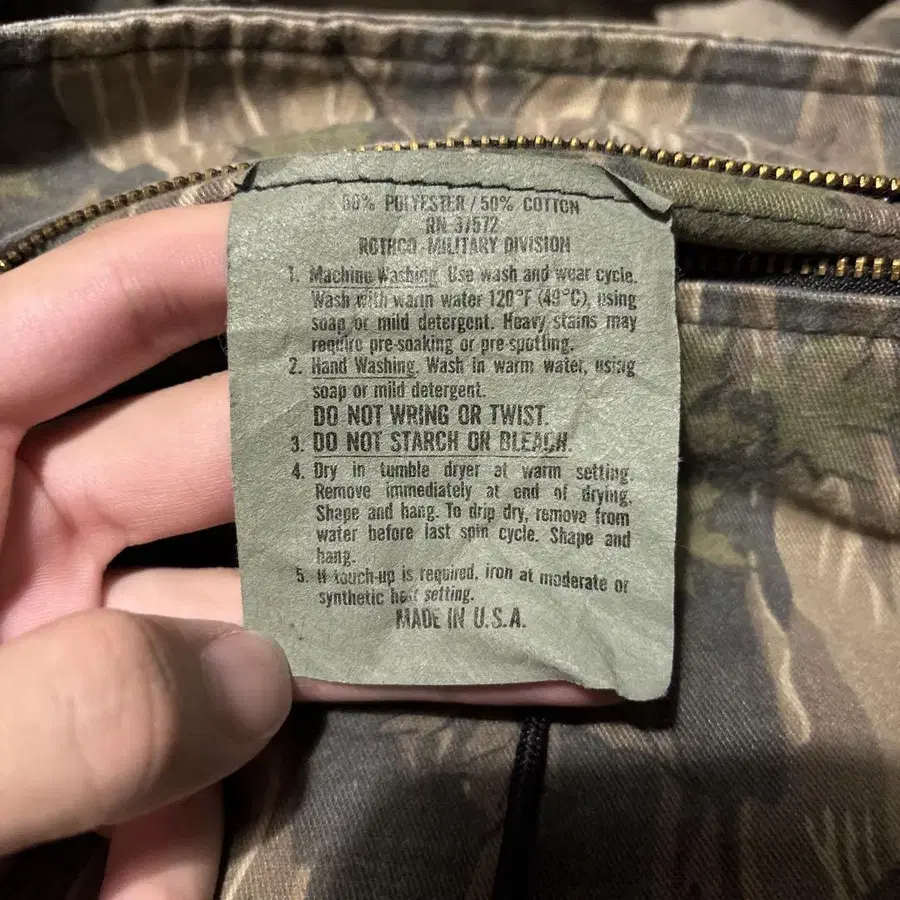 50% POLYESTER / 50% COTTON
RN 37572
ROTHCO - MILITARY DIVISION
1. Machine Washing. Use wash and wear cycle.
Wash with warm water 120°F (49°C), using
soap or mild detergent. Heavy stains may
require pre-soaking or pre-spotting.
2. Hand Washing. Wash in warm water, using
soap or mild detergent.
DO NOT WRING OR TWIST.
3. DO NOT STARCH OR BLEACH.
4. Dry in tumble dryer at warm setting.
Remove immediately at end of drying.
Shape and hang. To drip dry, remove from
water before last spin cycle. Shape and
hang.
5. If touch-up is required, iron at moderate or
synthetic heat setting.
MADE IN U.S.A.